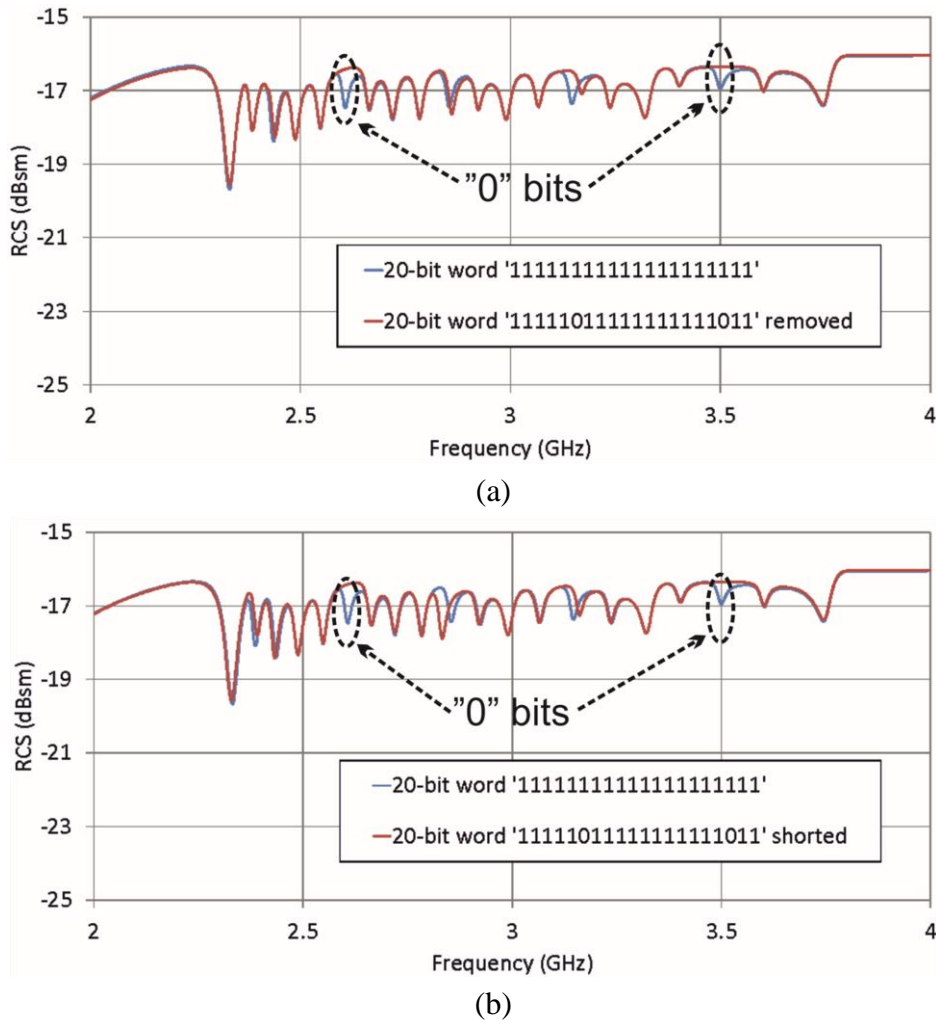 -15
-17
-19
-21
-23
-25
RCS (dBsm)
"0" bits
20-bit word '11111111111111111111'
20-bit word '11111011111111111011' removed
2 2.5 3 3.5 4
Frequency (GHz)
(a)
-15
-17
-19
-21
-23
-25
RCS (dBsm)
"0" bits
20-bit word '11111111111111111111'
20-bit word '11111011111111111011' shorted
2 2.5 3 3.5 4
Frequency (GHz)
(b)